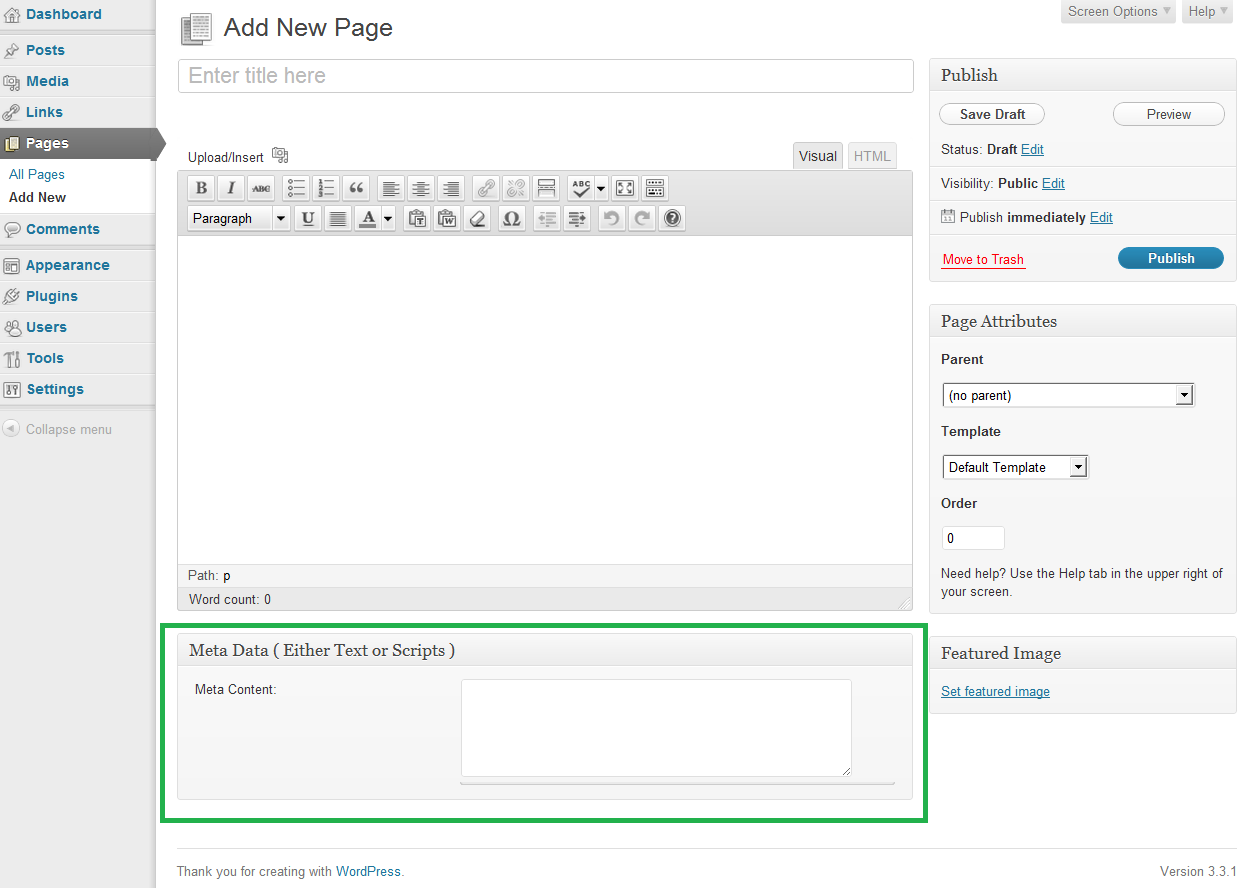 Dashboard
Posts
Media
Links
Pages
All Pages
Add New
Comments
Appearance
Plugins
Users
Tools
Settings
Collapse menu
Screen Options
Help
Add New Page
Enter title here
Upload/Insert
Visual
HTML
B I ABC ABC
Paragraph U A Ω
Path: p
Word count: 0
Meta Data ( Either Text or Scripts )
Meta Content:
Publish
Save Draft
Preview
Status: Draft Edit
Visibility: Public Edit
Publish immediately Edit
Move to Trash
Publish
Page Attributes
Parent
(no parent)
Template
Default Template
Order
0
Need help? Use the Help tab in the upper right of
your screen.
Featured Image
Set featured image
Thank you for creating with WordPress.
Version 3.3.1